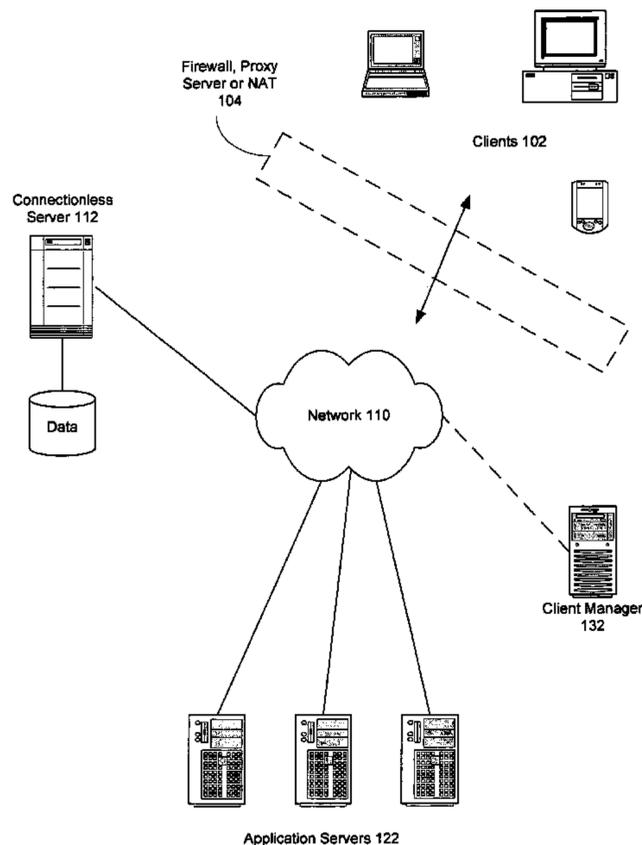 Firewall, Proxy
Server or NAT
104
Clients 102
Connectionless
Server 112
Data
Network 110
Client Manager
132
Application Servers 122